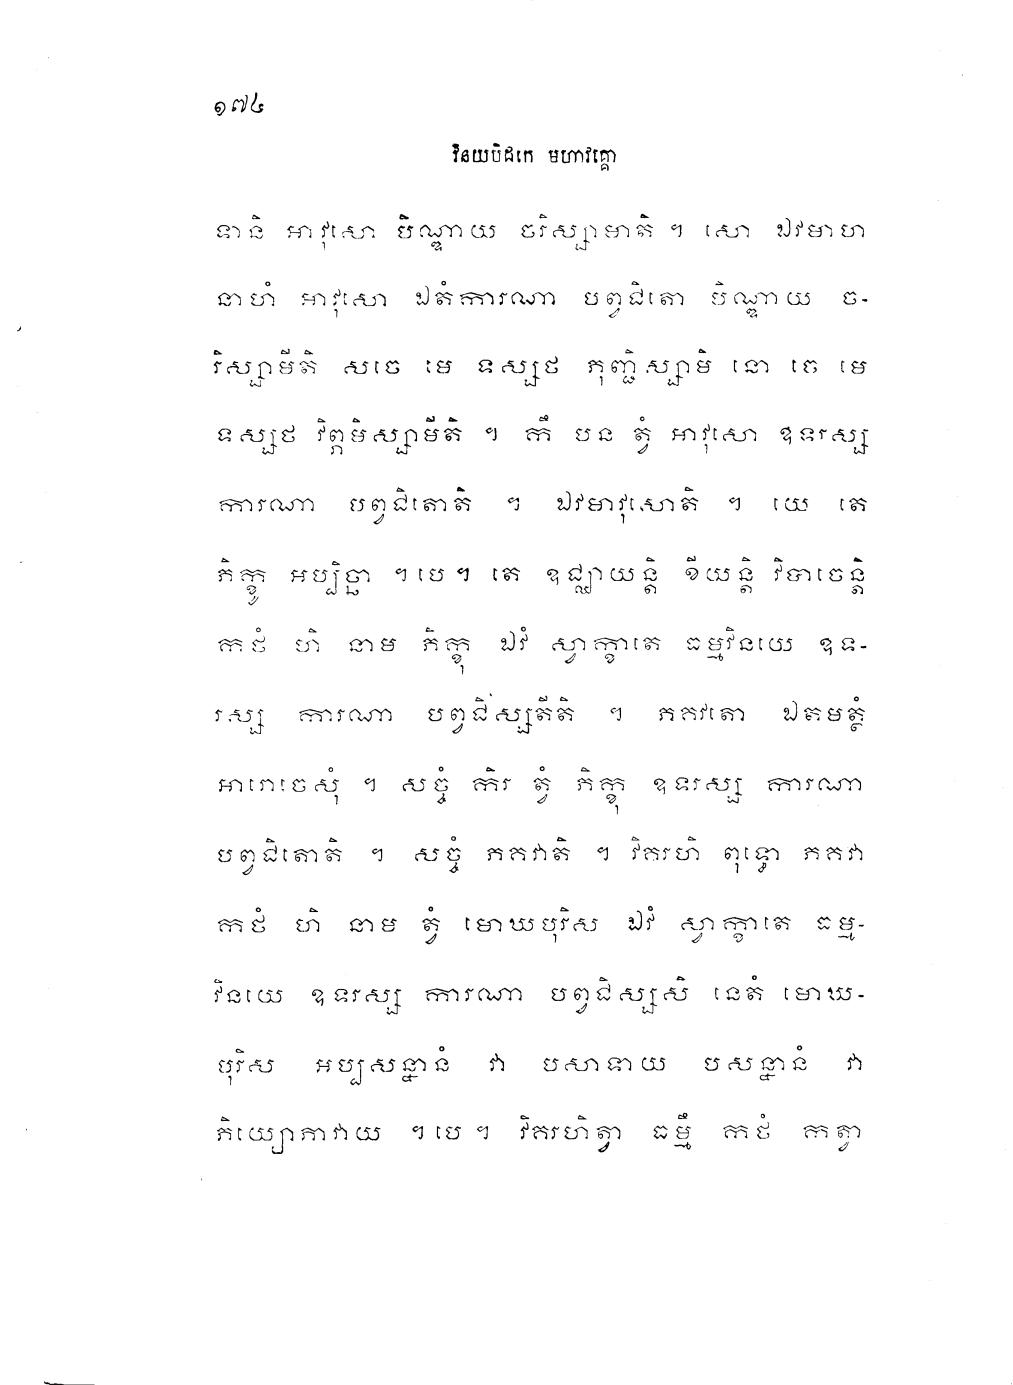 ១៧៤
វិនយបិដកេ មហាវគ្គោ
ទានិ អាវុសោ បិណ្ឌាយ ចរិស្សាមាតិ ។ សោ ឯវមាហ
នាហំ អាវុសោ ឯតំការណា បព្វជិតោ បិណ្ឌាយ ច-
រិស្សាមីតិ សចេ មេ ទស្សថ ភុញ្ជិស្សាមិ នោ ចេ មេ
ទស្សថ វិព្ភមិស្សាមីតិ ។ កឹ បន ត្វំ អាវុសោ ឧទរស្ស
ការណា បព្វជិតោតិ ។ ឯវមាវុសោតិ ។ យេ តេ
ភិក្ខូ អប្បិច្ឆា ។បេ។ តេ ឧជ្ឈាយន្តិ ខីយន្តិ វិបាចេន្តិ
កថំ ហិ នាម ភិក្ខុ ឯវំ ស្វាក្ខាតេ ធម្មវិនយេ ឧទ-
រស្ស ការណា បព្វជិស្សតីតិ ។ ភគវតោ ឯតមត្ថំ
អារោចេសុំ ។ សច្ចំ កិរ ត្វំ ភិក្ខុ ឧទរស្ស ការណា
បព្វជិតោតិ ។ សច្ចំ ភគវាតិ ។ វិគរហិ ពុទ្ធោ ភគវា
កថំ ហិ នាម ត្វំ មោឃបុរិស ឯវំ ស្វាក្ខាតេ ធម្ម-
វិនយេ ឧទរស្ស ការណា បព្វជិស្សសិ នេតំ មោឃ-
បុរិស អប្បសន្នានំ វា បសាទាយ បសន្នានំ វា
ភិយ្យោភាវាយ ។បេ។ វិគរហិត្វា ធម្មឹ កថំ កត្វា